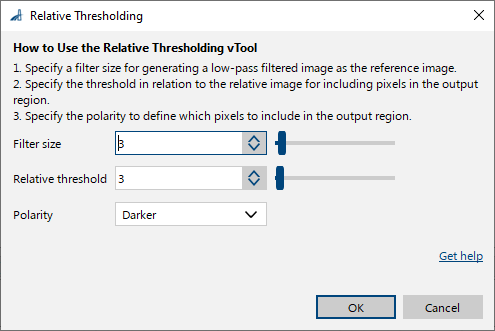 Relative Thresholding
How to Use the Relative Thresholding vTool
1. Specify a filter size for generating a low-pass filtered image as the reference image.
2. Specify the threshold in relation to the relative image for including pixels in the output
region.
3. Specify the polarity to define which pixels to include in the output region.
Filter size 3
Relative threshold 3
Polarity Darker
Get help
OK Cancel